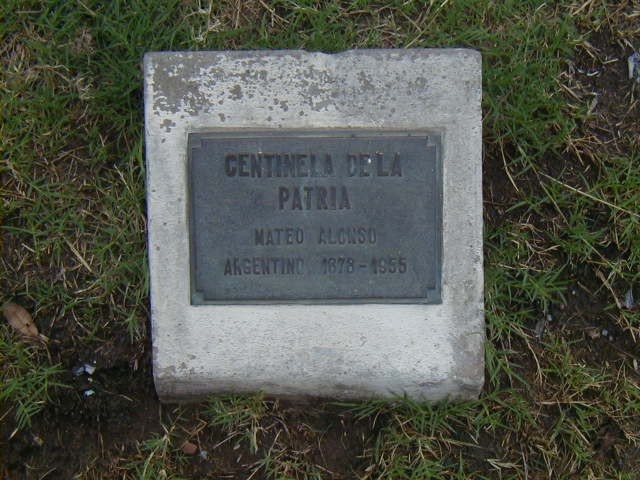 CENTINELA DE LA
PATRIA
MATEO ALONSO
ARGENTINO, 1878-1955